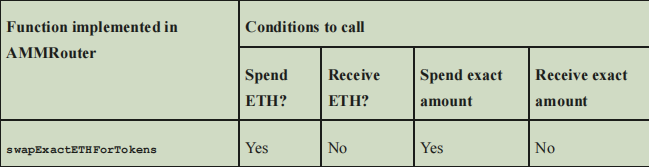 Function implemented in
AMMRouter
Conditions to call
Spend
ETH?
Receive
ETH?
Spend exact
amount
Receive exact
amount
swapExactETHForTokens
Yes
No
Yes
No